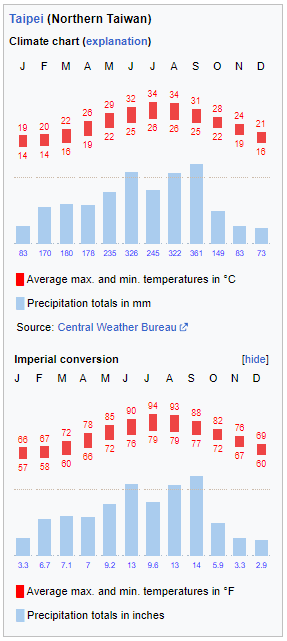 Taipei (Northern Taiwan)
Climate chart (explanation)
J F M A M J J A S O N D
19 20 22 26 29 32 34 34 31 28 24 21
14 14 16 19 22 25 26 26 25 22 19 16
83 170 180 178 235 326 245 322 361 149 83 73
Average max. and min. temperatures in °C
Precipitation totals in mm
Source: Central Weather Bureau
Imperial conversion [hide]
J F M A M J J A S O N D
66 67 72 78 85 90 94 93 88 82 76 69
57 58 60 66 72 76 79 79 77 72 67 60
3.3 6.7 7.1 7 9.2 13 9.6 13 14 5.9 3.3 2.9
Average max. and min. temperatures in °F
Precipitation totals in inches